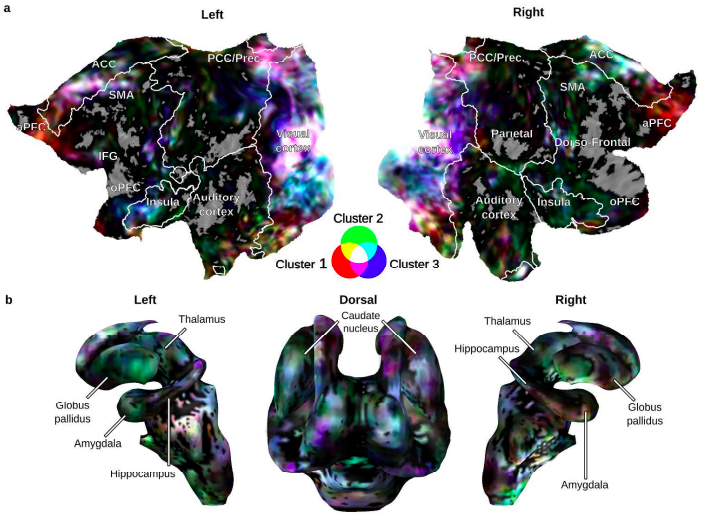 a
Left
Right
ACC
PCC/Prec.
SMA
aPFC
IFG
oPFC
Insula
Auditory
cortex
Visual
cortex
PCC/Prec.
ACC
SMA
aPFC
Visual
cortex
Parietal
Dorso-Frontal
Auditory
cortex
Insula
oPFC
Cluster 2
Cluster 1
Cluster 3
b
Left
Dorsal
Right
Thalamus
Globus
pallidus
Amygdala
Hippocampus
Caudate
nucleus
Thalamus
Hippocampus
Globus
pallidus
Amygdala